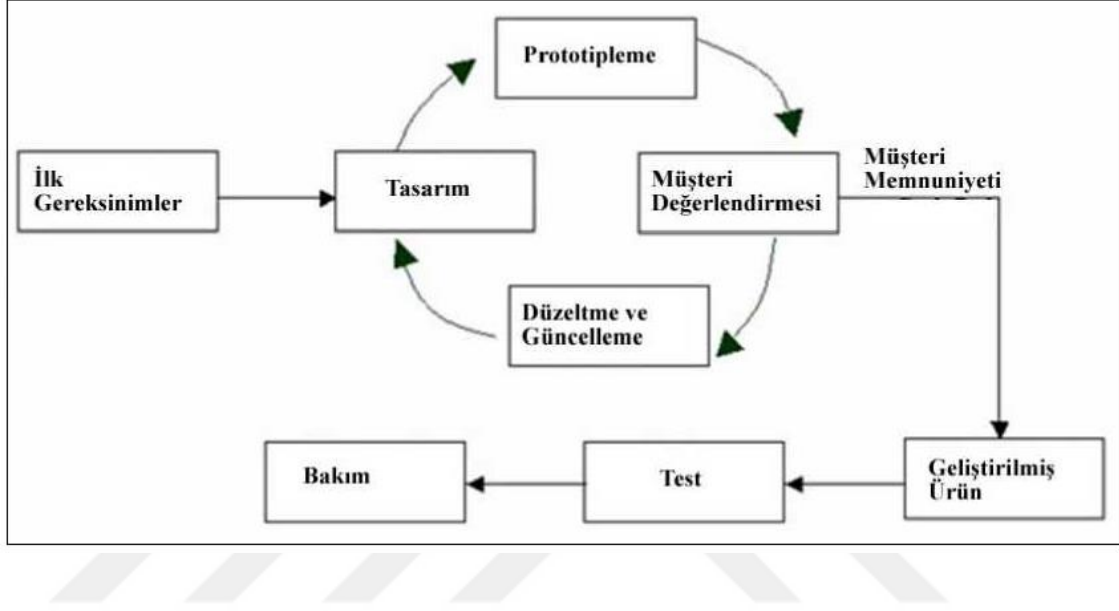 Prototipleme
İlk
Gereksinimler
Tasarım
Müşteri
Değerlendirmesi
Müşteri
Memnuniyeti
Düzeltme ve
Güncelleme
Bakım
Test
Geliştirilmiş
Ürün